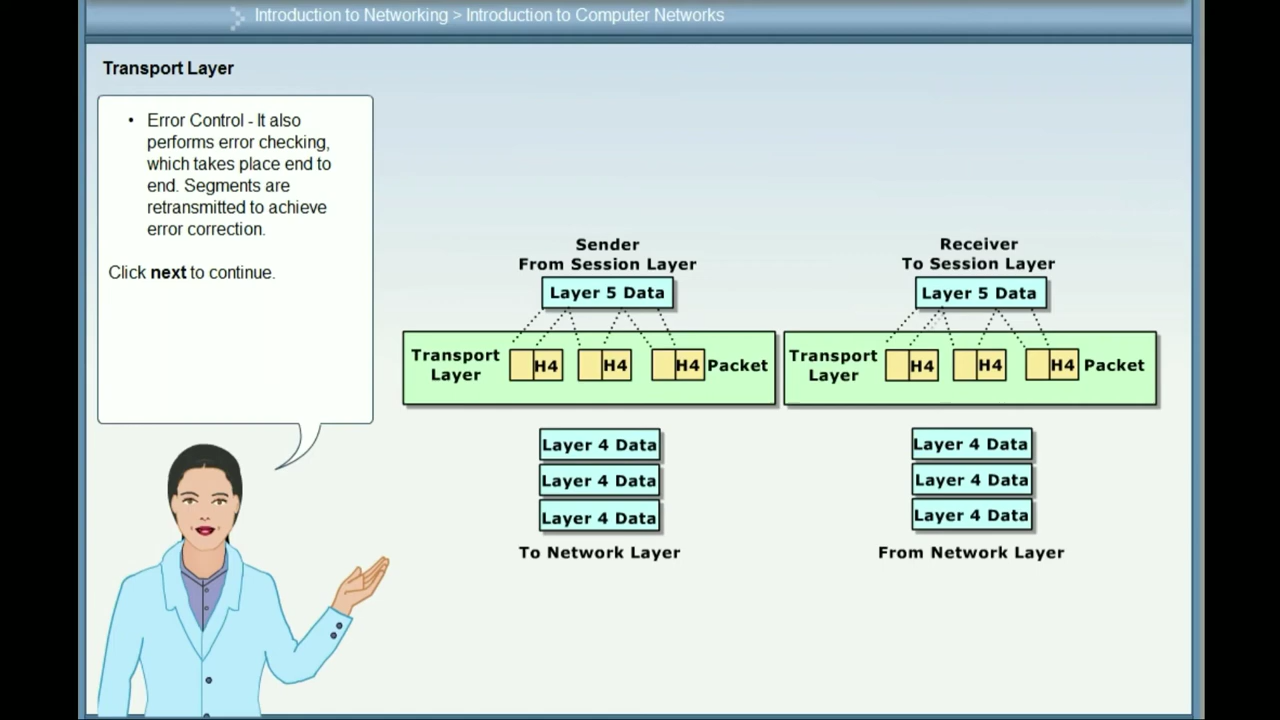 Introduction to Networking > Introduction to Computer Networks
Transport Layer
• Error Control - It also
performs error checking,
which takes place end to
end. Segments are
retransmitted to achieve
error correction.
Click next to continue.
Sender
From Session Layer
Layer 5 Data
Transport
Layer
H4
H4
H4
Packet
Layer 4 Data
Layer 4 Data
Layer 4 Data
To Network Layer
Receiver
To Session Layer
Layer 5 Data
Transport
Layer
H4
H4
H4
Packet
Layer 4 Data
Layer 4 Data
Layer 4 Data
From Network Layer